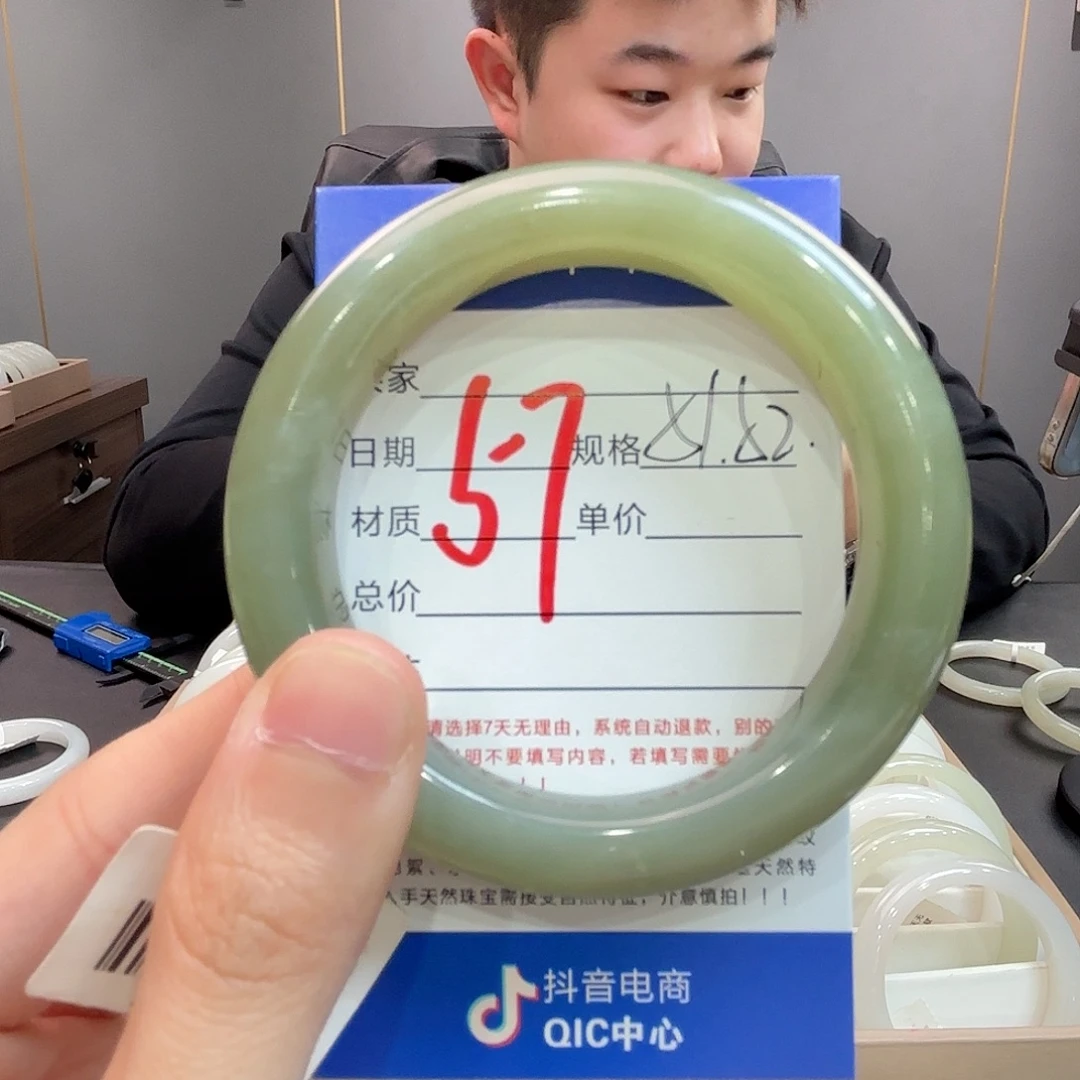 家
57
日期
规格
材质
单价
总价
请选择7天无理由，系统自动退款，别的
明不要填写内容，若填写需要
！！
天然特
手天然珠宝需接受自然特征，介意慎拍！！！
抖音电商
QIC中心